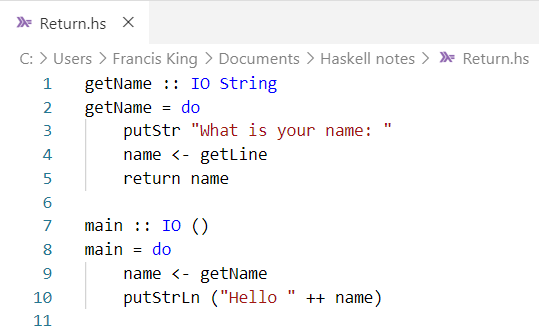 Return.hs ×
C: > Users > Francis King > Documents > Haskell notes > Return.hs
1 getName :: IO String
2 getName = do
3     putStr "What is your name: "
4     name <- getLine
5     return name
6
7 main :: IO ()
8 main = do
9     name <- getName
10     putStrLn ("Hello " ++ name)
11